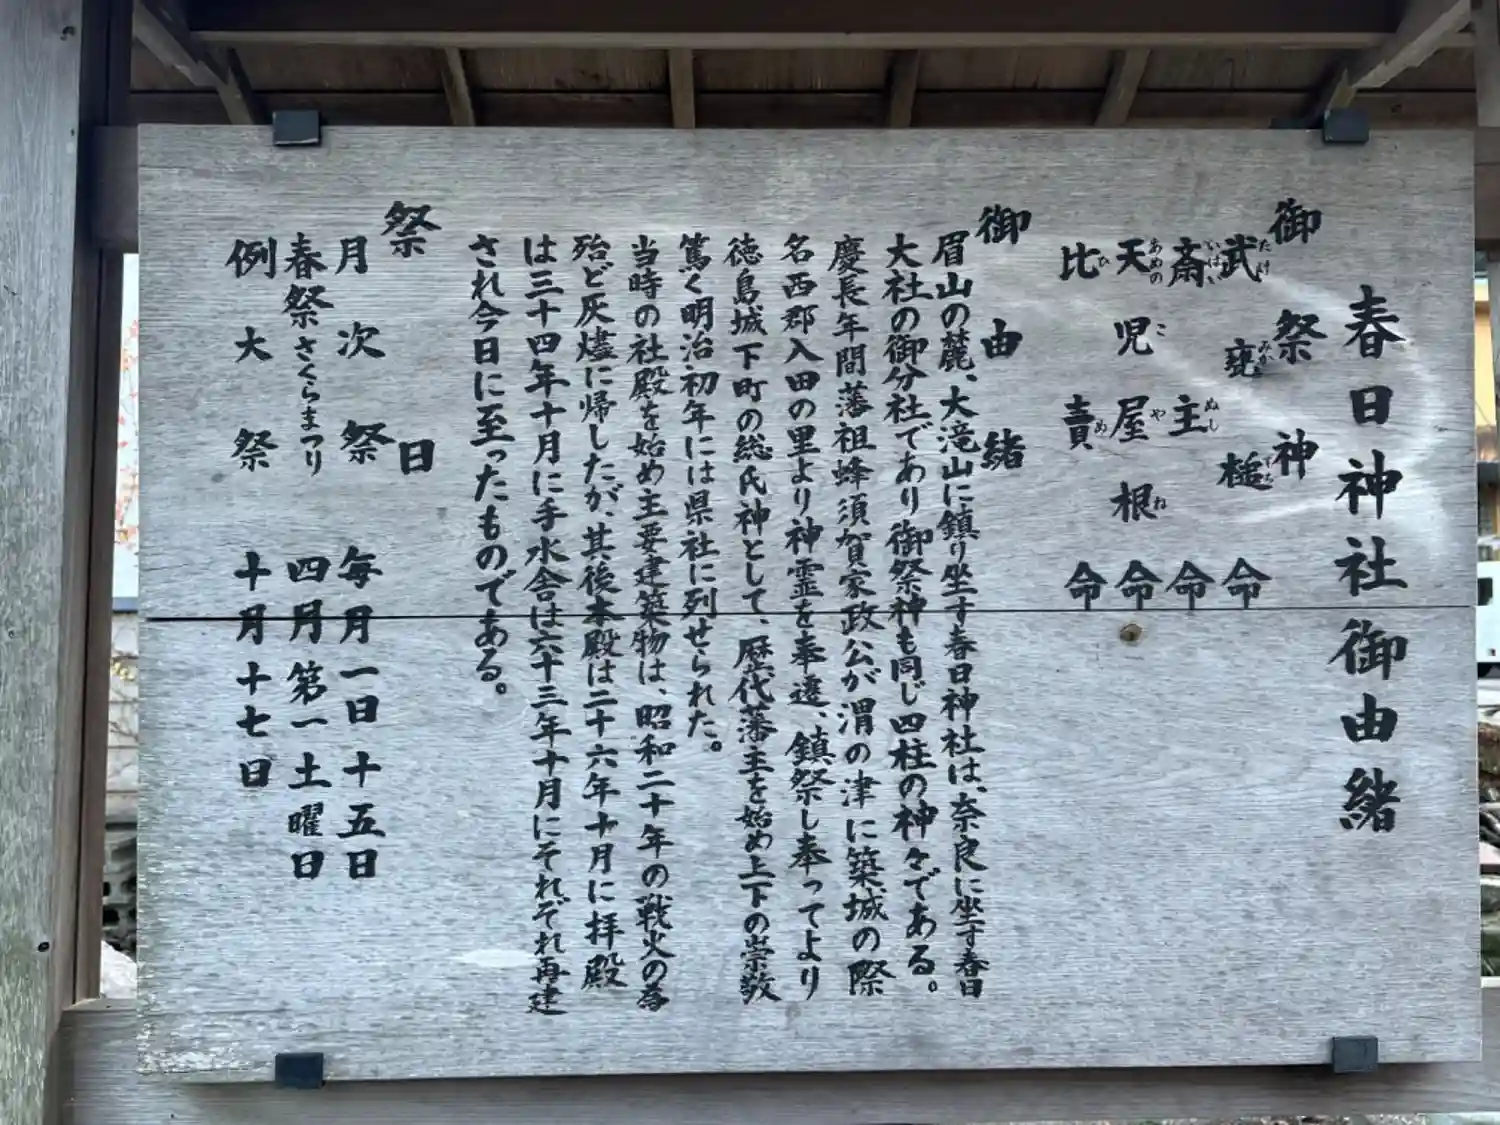 春日神社御由緒
御祭神
武甕槌命
斎主命
天児屋根命
比売命
御由緒
眉山の麓、大滝山に鎮り坐す春日神社は、奈良に坐す春日
大社の御分社であり御祭神も同じ四柱の神々である。
慶長年間藩祖蜂須賀家政公が渭の津に築城の際
名西郡入田の里より神霊を奉遷、鎮祭し奉ってより
徳島城下町の総氏神として、歴代藩主を始め上下の崇敬
篤く明治初年には県社に列せられた。
当時の社殿を始め主要建築物は、昭和二十年の戦火の為
殆ど灰燼に帰したが、其後本殿は二十六年十月に拝殿
は三十四年十月に手水舎は六十三年十月にそれぞれ再建
され今日に至ったものである。
祭日
月次祭 毎月一日十五日
春祭さくらまつり 四月第一土曜日
例大祭 十月十七日